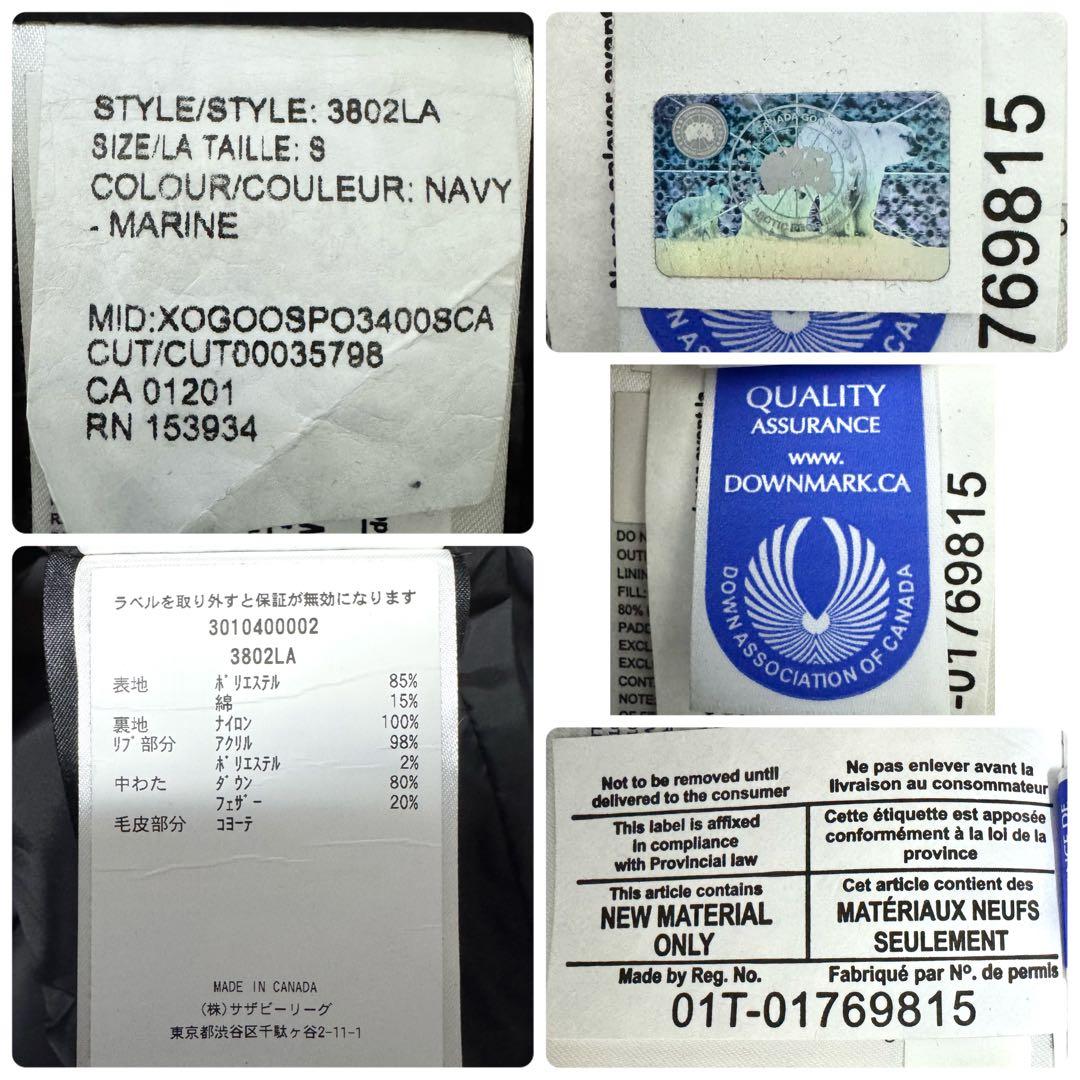 STYLE/STYLE: 3802LA
SIZE/LA TAILLE: S
COLOUR/COULEUR: NAVY
- MARINE
MID:XOGOOSPO3400SCA
CUT/CUT00035798
CA 01201
RN 153934
CANADA GOOSE
769815
QUALITY
ASSURANCE
www.
DOWNMARK.CA
DOWN ASSOCIATION OF CANADA
-01769815
FILL:
80%
ラベルを取り外すと保証が無効になります
3010400002
3802LA
表地 ポリエステル 85%
綿 15%
裏地 ナイロン 100%
リブ部分 アクリル 98%
ポリエステル 2%
中わた ダウン 80%
フェザー 20%
毛皮部分 コヨーテ
MADE IN CANADA
(株)サザビーリーグ
東京都渋谷区千駄ヶ谷2-11-1
Not to be removed until
delivered to the consumer
Ne pas enlever avant la
livraison au consommateur
This label is affixed
in compliance
with Provincial law
Cette étiquette est apposée
conformément à la loi de la
province
This article contains
NEW MATERIAL
ONLY
Cet article contient des
MATÉRIAUX NEUFS
SEULEMENT
Made by Reg. No.
Fabriqué par Nº. de permis
01T-01769815